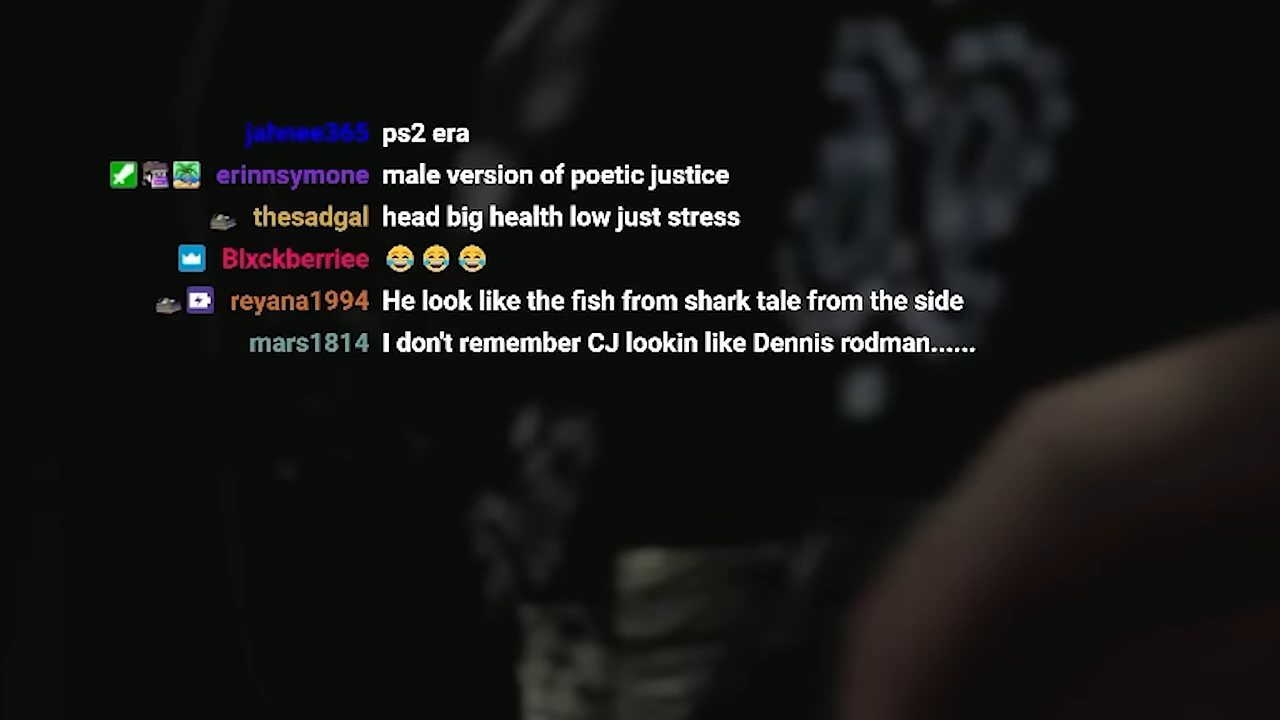 jahnee365 ps2 era
erinnsymone male version of poetic justice
thesadgal head big health low just stress
Blxckberriee 😂 😂 😂
reyana1994 He look like the fish from shark tale from the side
mars1814 I don't remember CJ lookin like Dennis rodman......